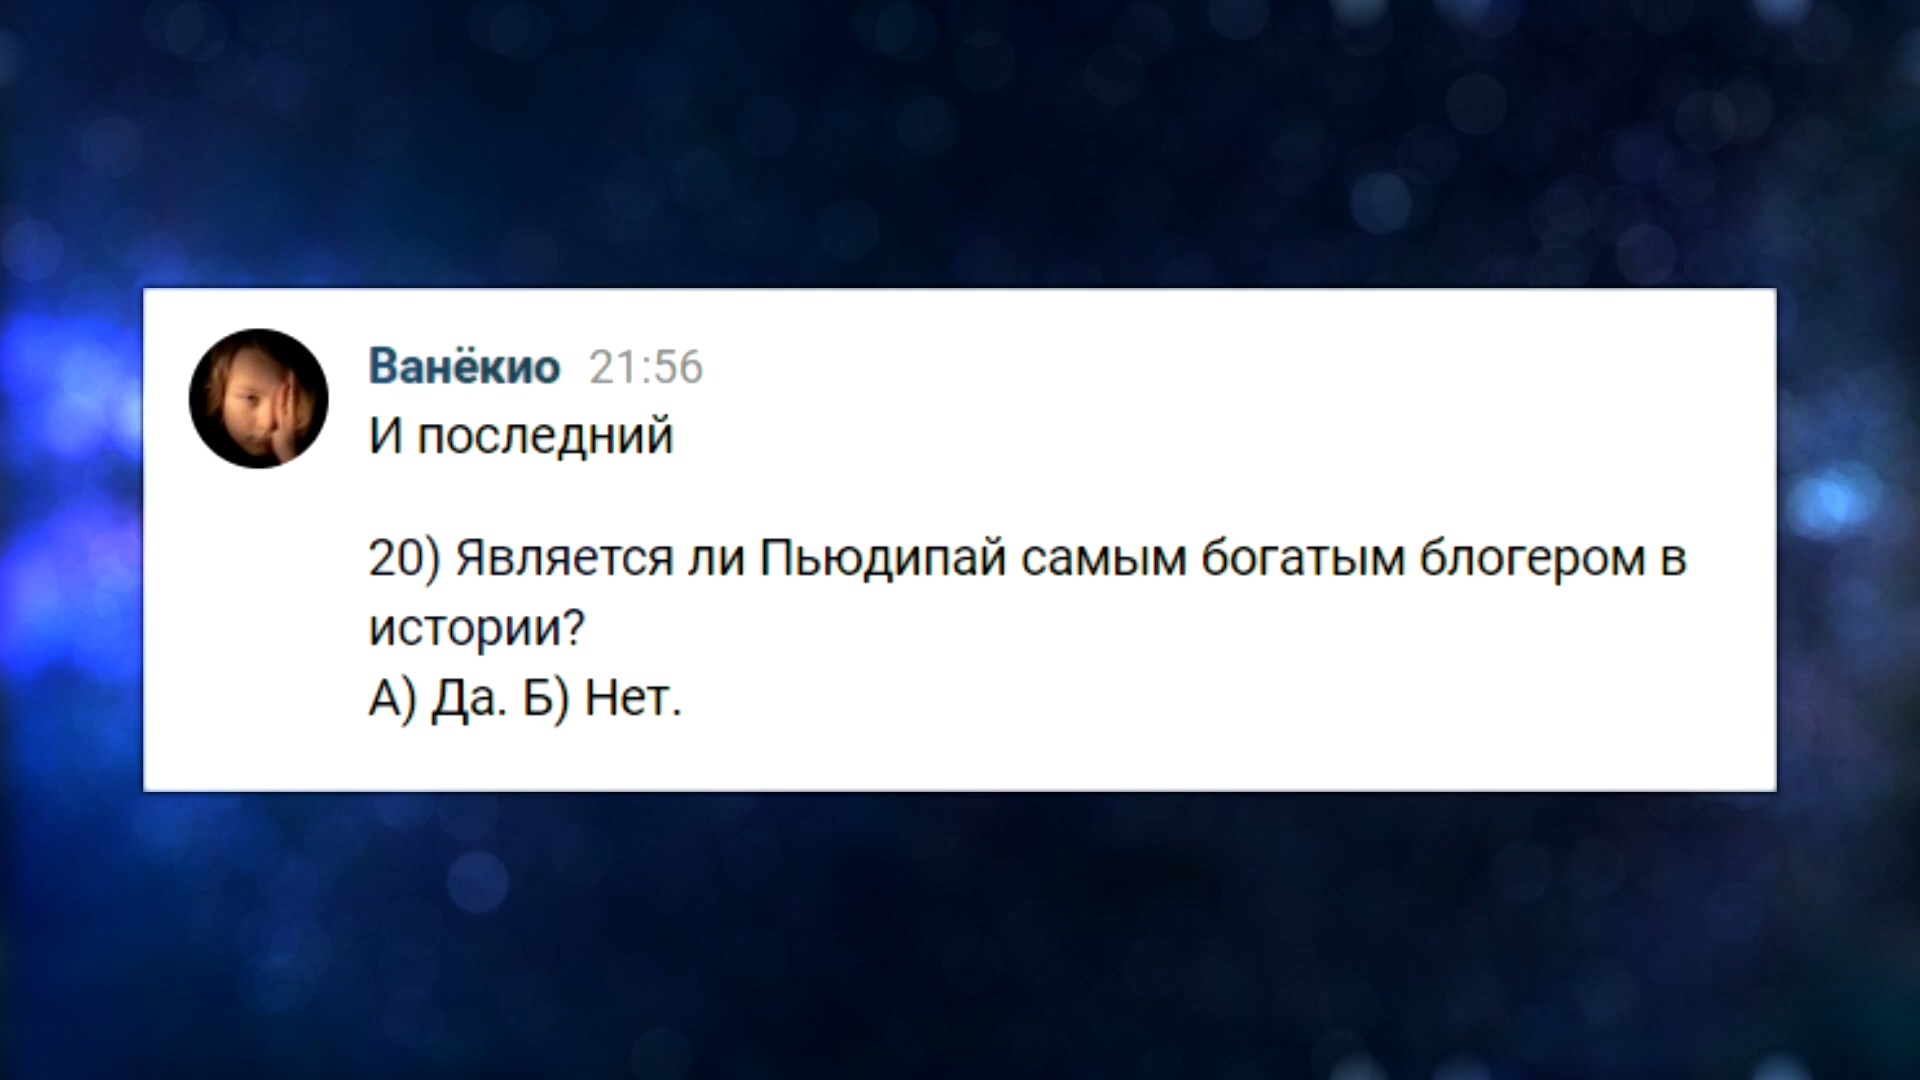 Ванёкио 21:56
И последний
20) Является ли Пьюдипай самым богатым блогером в
истории?
А) Да. Б) Нет.